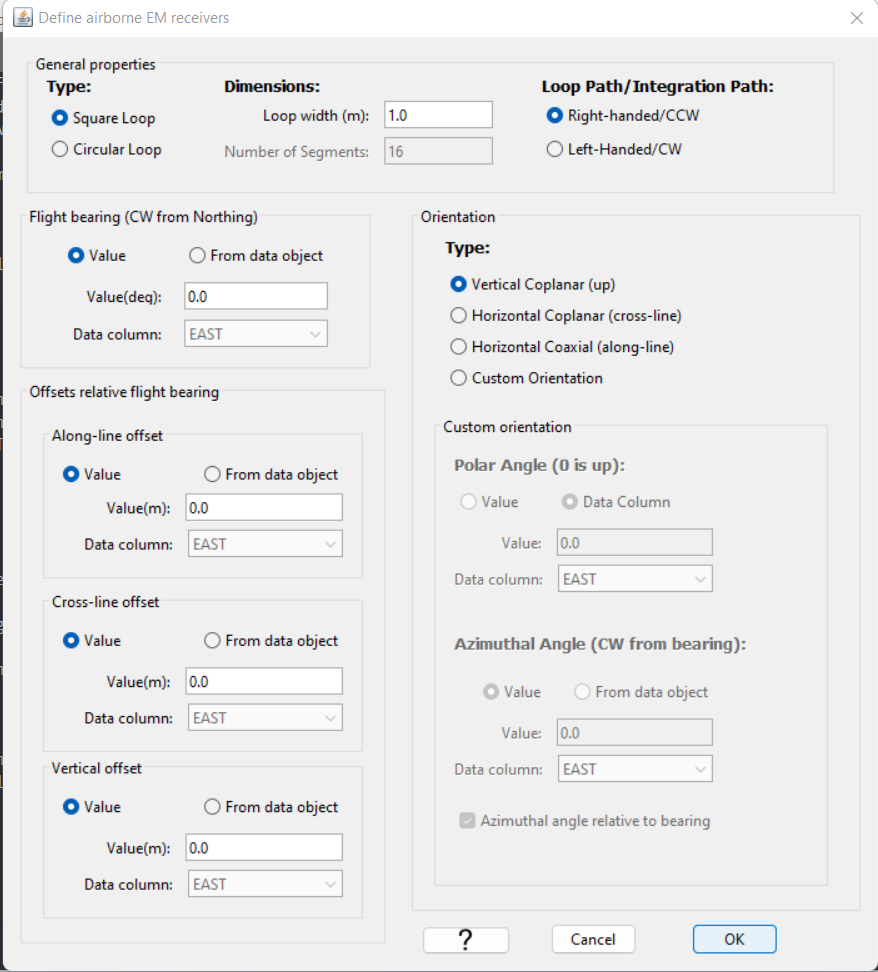 Define airborne EM receivers
General properties
Type:
Square Loop
Circular Loop
Dimensions:
Loop width (m): 1.0
Number of Segments: 16
Loop Path/Integration Path:
Right-handed/CCW
Left-Handed/CW
Flight bearing (CW from Northing)
Value From data object
Value(deg): 0.0
Data column: EAST
Offsets relative flight bearing
Along-line offset
Value From data object
Value(m): 0.0
Data column: EAST
Cross-line offset
Value From data object
Value(m): 0.0
Data column: EAST
Vertical offset
Value From data object
Value(m): 0.0
Data column: EAST
Orientation
Type:
Vertical Coplanar (up)
Horizontal Coplanar (cross-line)
Horizontal Coaxial (along-line)
Custom Orientation
Custom orientation
Polar Angle (0 is up):
Value Data Column
Value: 0.0
Data column: EAST
Azimuthal Angle (CW from bearing):
Value From data object
Value: 0.0
Data column: EAST
Azimuthal angle relative to bearing
? Cancel OK